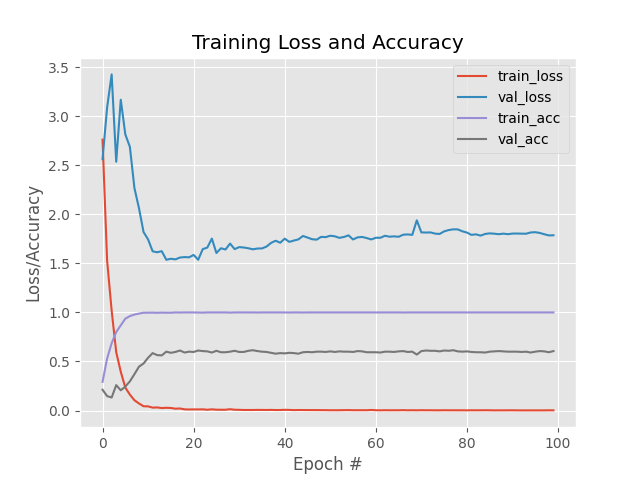 Training Loss and Accuracy
train_loss
val_loss
train_acc
val_acc
Loss/Accuracy
3.5
3.0
2.5
2.0
1.5
1.0
0.5
0.0
0 20 40 60 80 100
Epoch #